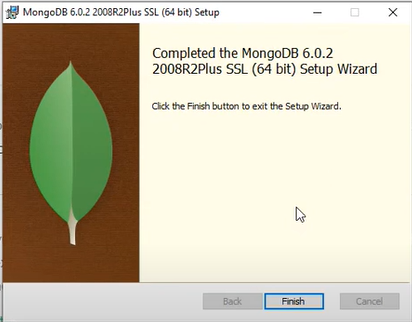 MongoDB 6.0.2 2008R2Plus SSL (64 bit) Setup
Completed the MongoDB 6.0.2
2008R2Plus SSL (64 bit) Setup Wizard
Click the Finish button to exit the Setup Wizard.
Back
Finish
Cancel